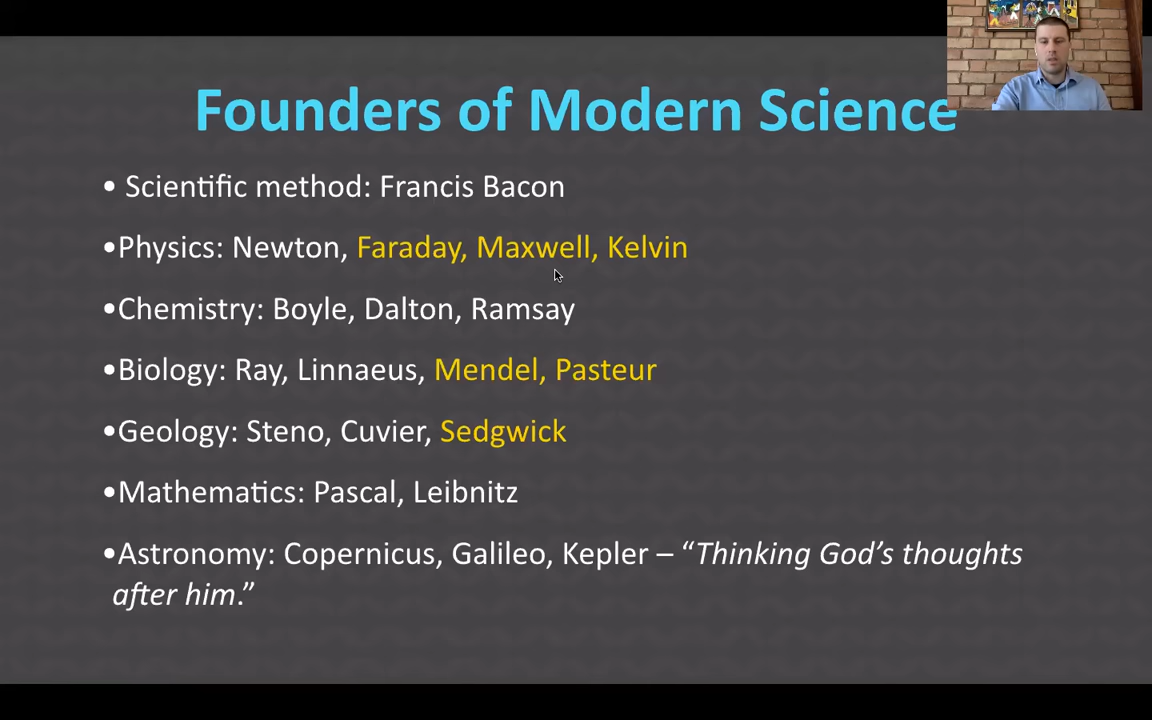 Founders of Modern Science
• Scientific method: Francis Bacon
•Physics: Newton, Faraday, Maxwell, Kelvin
•Chemistry: Boyle, Dalton, Ramsay
•Biology: Ray, Linnaeus, Mendel, Pasteur
•Geology: Steno, Cuvier, Sedgwick
•Mathematics: Pascal, Leibnitz
•Astronomy: Copernicus, Galileo, Kepler – “Thinking God’s thoughts
after him.”